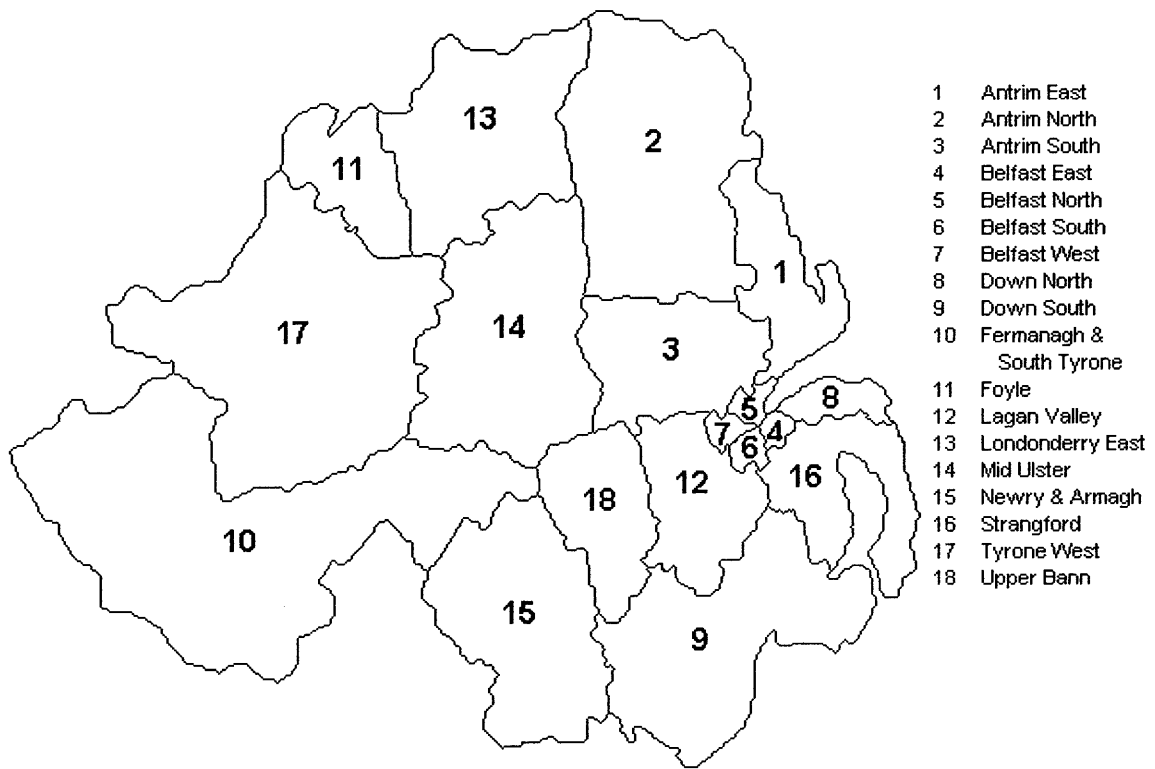 13
2
11
1
17
14
3
5
8
7
4
6
16
12
18
10
15
9
1 Antrim East
2 Antrim North
3 Antrim South
4 Belfast East
5 Belfast North
6 Belfast South
7 Belfast West
8 Down North
9 Down South
10 Fermanagh &
South Tyrone
11 Foyle
12 Lagan Valley
13 Londonderry East
14 Mid Ulster
15 Newry & Armagh
16 Strangford
17 Tyrone West
18 Upper Bann